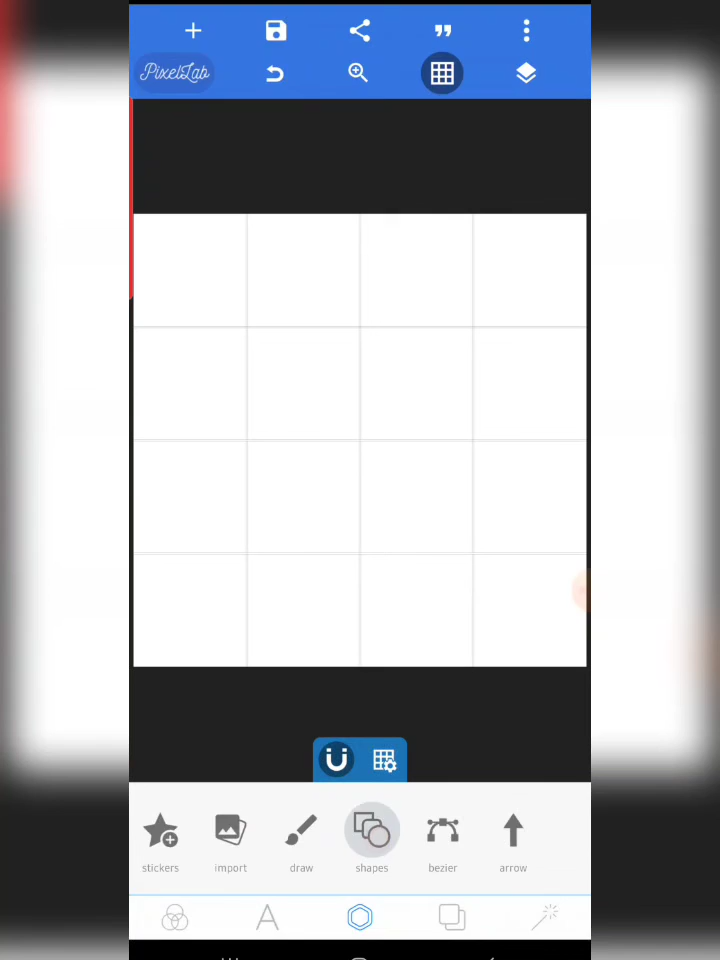 PixelLab
stickers
import
draw
shapes
bezier
arrow